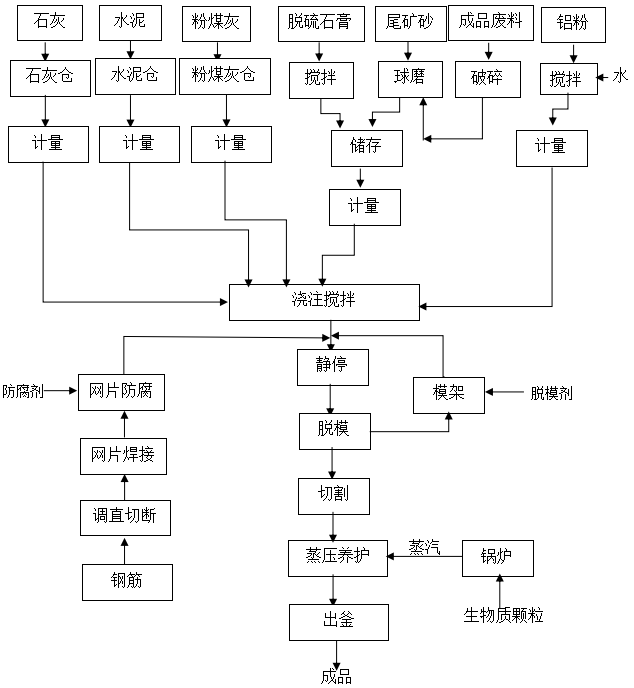 石灰
水泥
粉煤灰
脱硫石膏
尾矿砂
成品废料
铝粉
石灰仓
水泥仓
粉煤灰仓
搅拌
球磨
破碎
搅拌
水
计量
计量
计量
储存
计量
计量
浇注搅拌
静停
防腐剂
网片防腐
模架
脱模剂
脱模
网片焊接
切割
调直切断
蒸压养护
蒸汽
锅炉
钢筋
出釜
生物质颗粒
成品